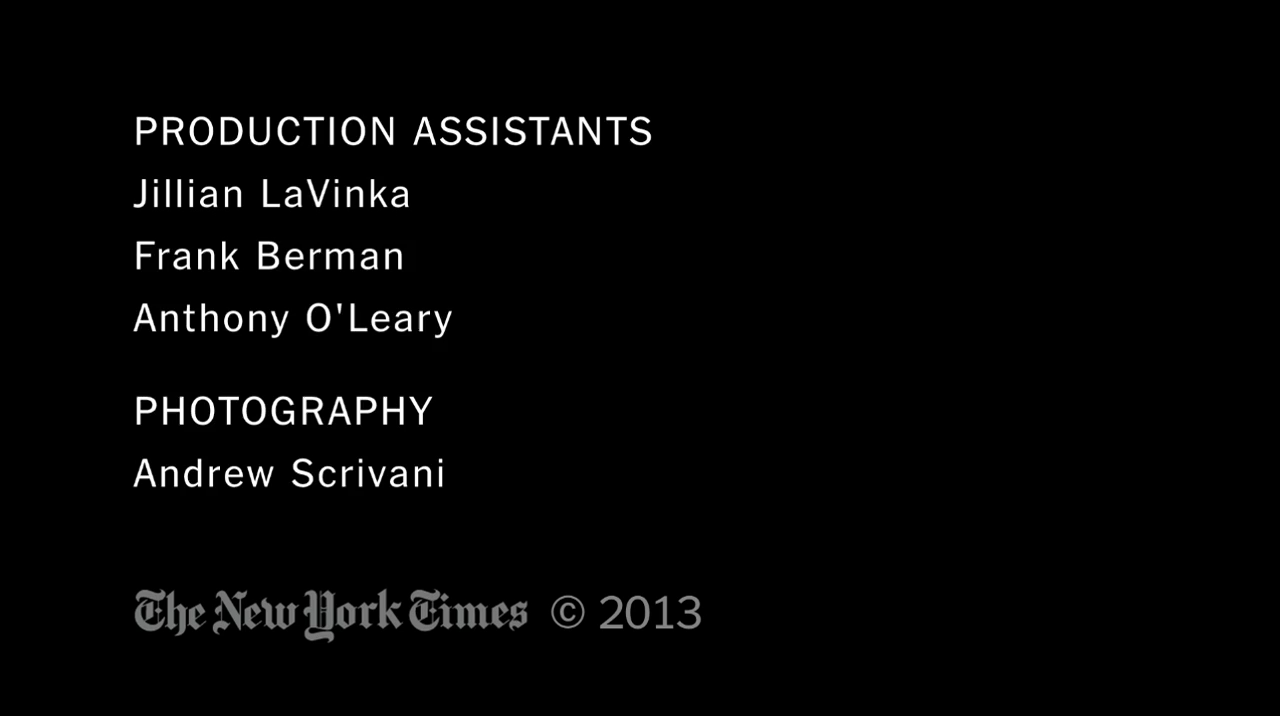 PRODUCTION ASSISTANTS
Jillian LaVinka
Frank Berman
Anthony O'Leary
PHOTOGRAPHY
Andrew Scrivani
The New York Times © 2013